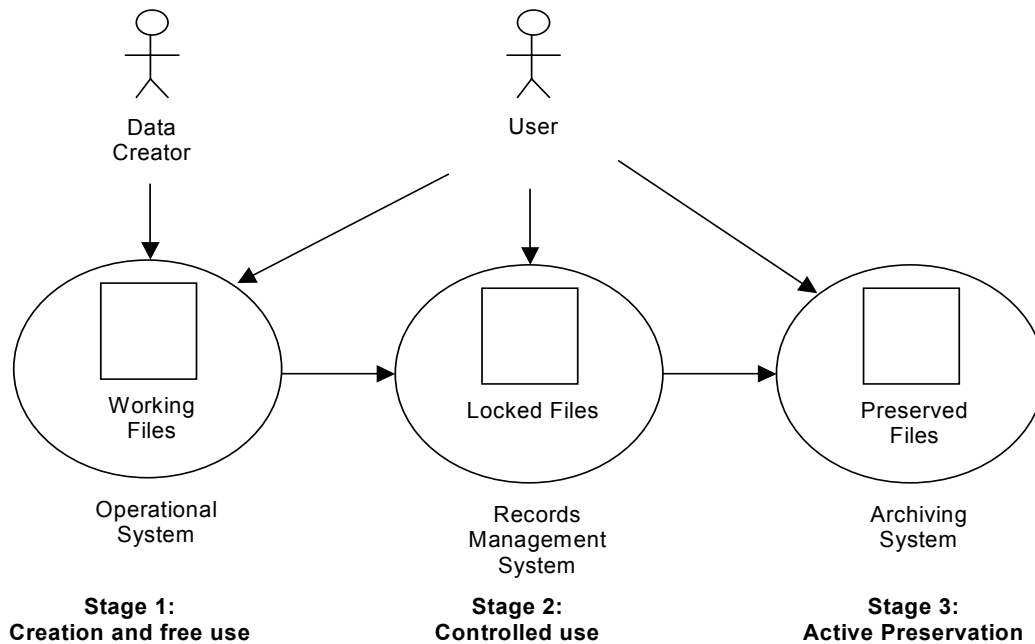 Data
Creator
User
Working
Files
Locked Files
Preserved
Files
Operational
System
Records
Management
System
Archiving
System
Stage 1:
Creation and free use
Stage 2:
Controlled use
Stage 3:
Active Preservation